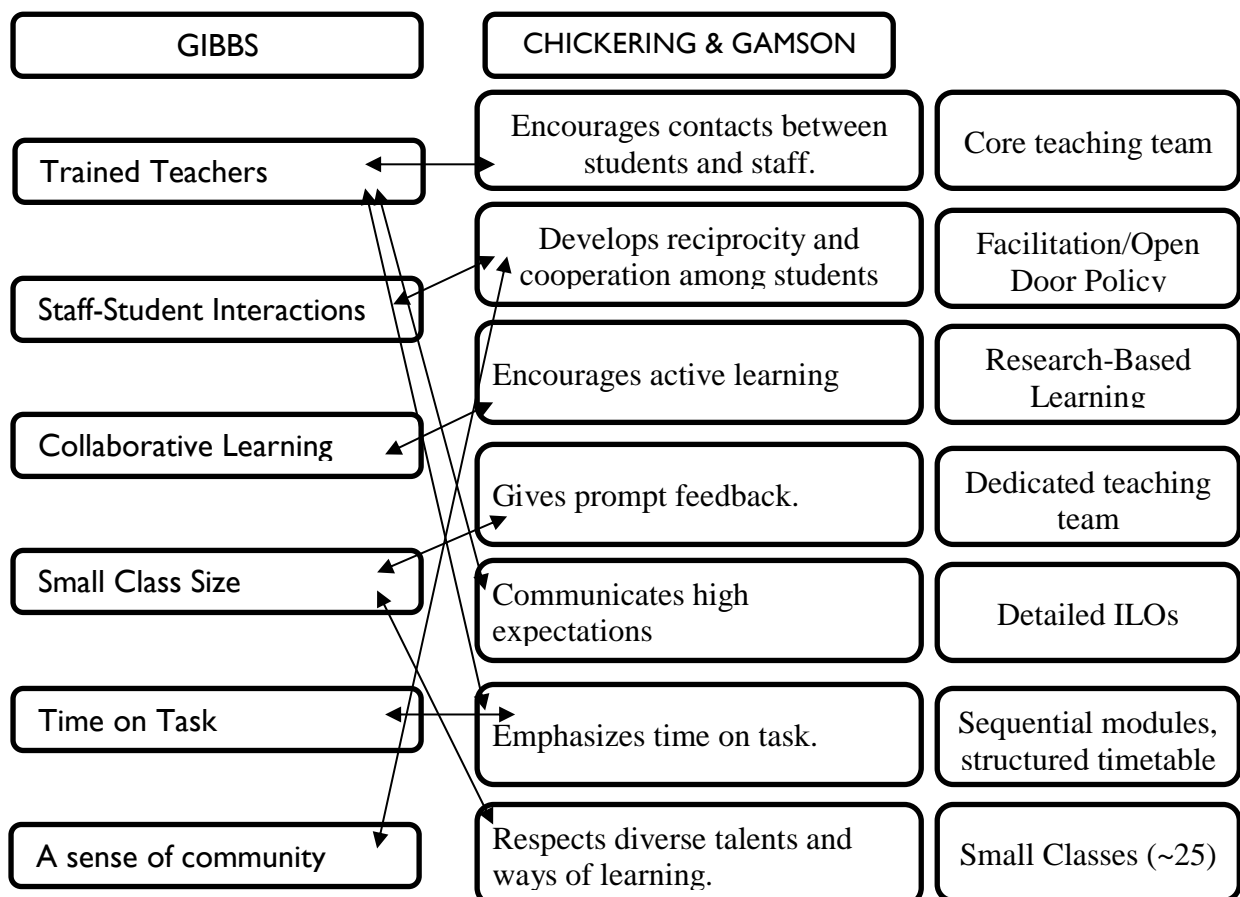 GIBBS
CHICKERING & GAMSON
Trained Teachers
Encourages contacts between
students and staff.
Core teaching team
Staff-Student Interactions
Develops reciprocity and
cooperation among students
Facilitation/Open
Door Policy
Collaborative Learning
Encourages active learning
Research-Based
Learning
Small Class Size
Gives prompt feedback.
Dedicated teaching
team
Communicates high
expectations
Detailed ILOs
Time on Task
Emphasizes time on task.
Sequential modules,
structured timetable
A sense of community
Respects diverse talents and
ways of learning.
Small Classes (~25)